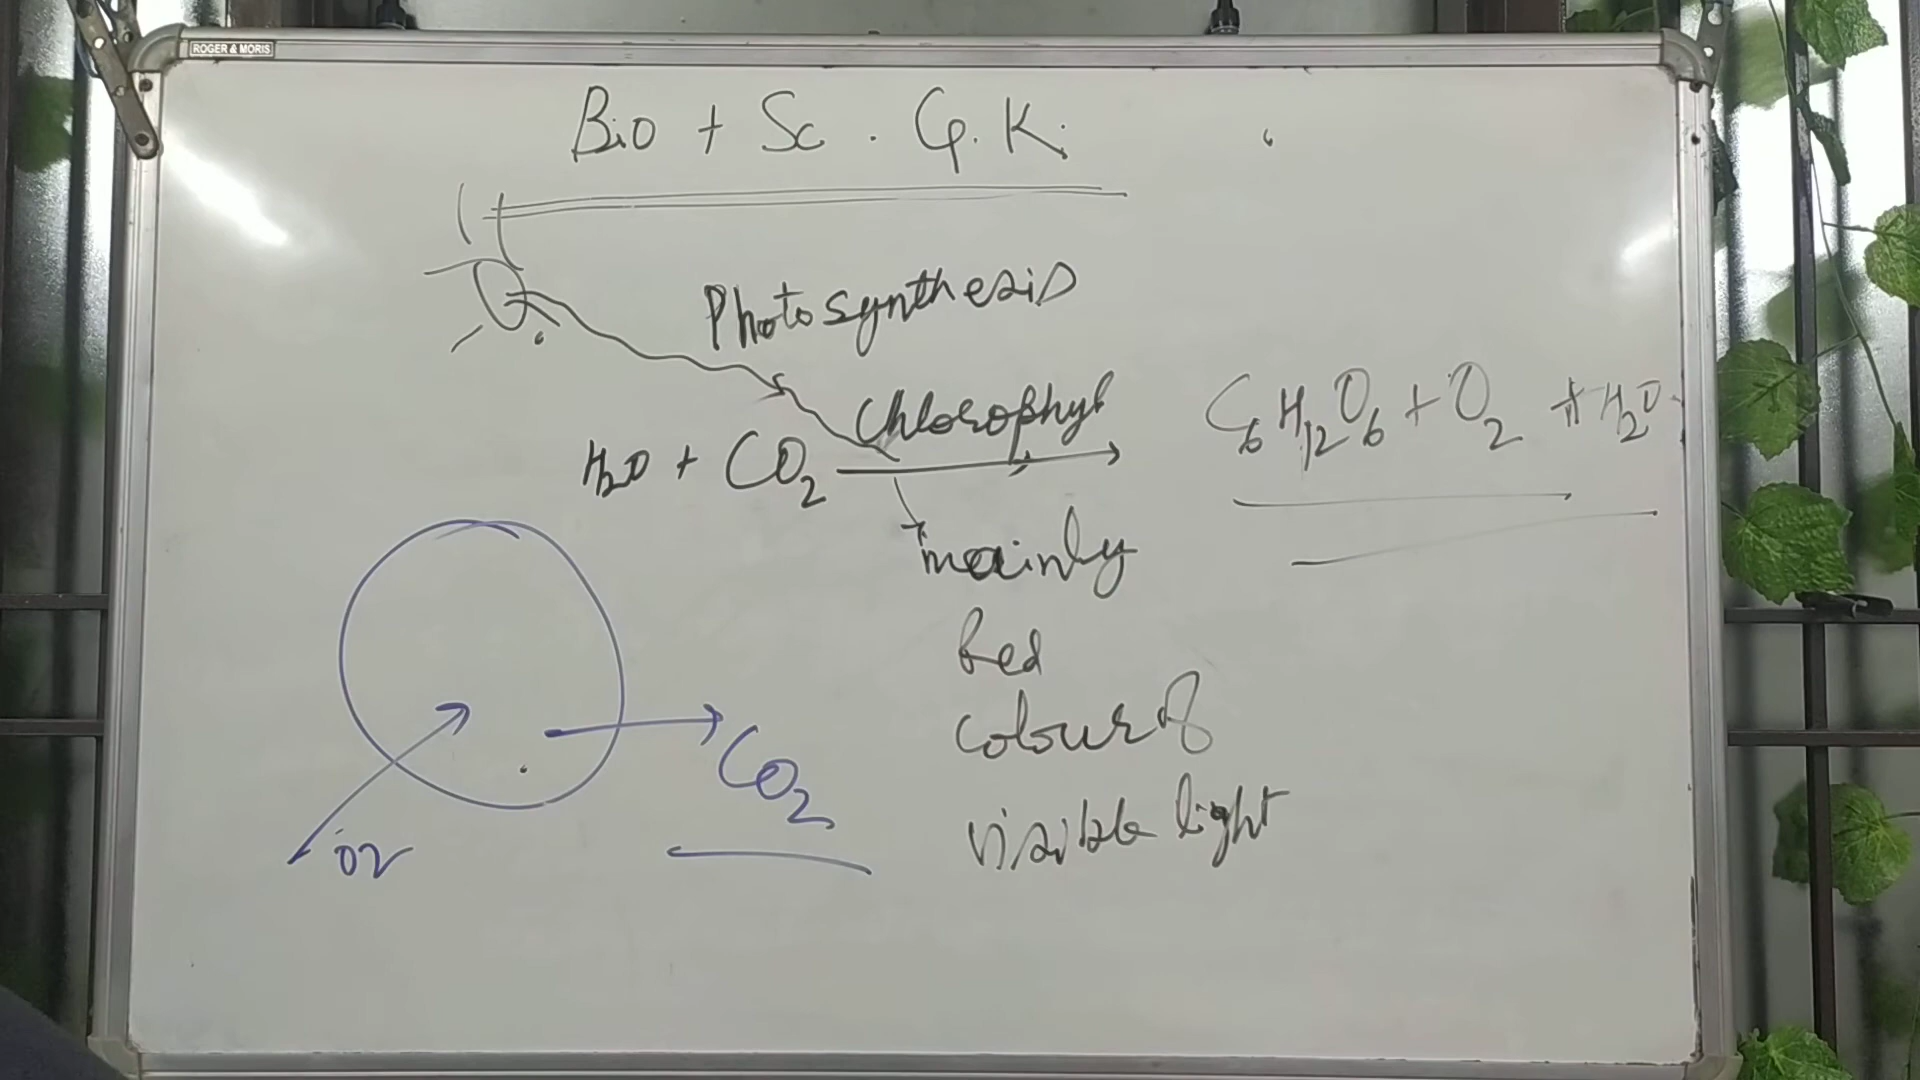 ROGER & MORIS
Bio + Sc. G.K.
Photosynthesis
Chlorophyl
H2O + CO2 → C6H12O6 + O2 + H2O
mainly
Red
colour of
visible light
CO2
O2